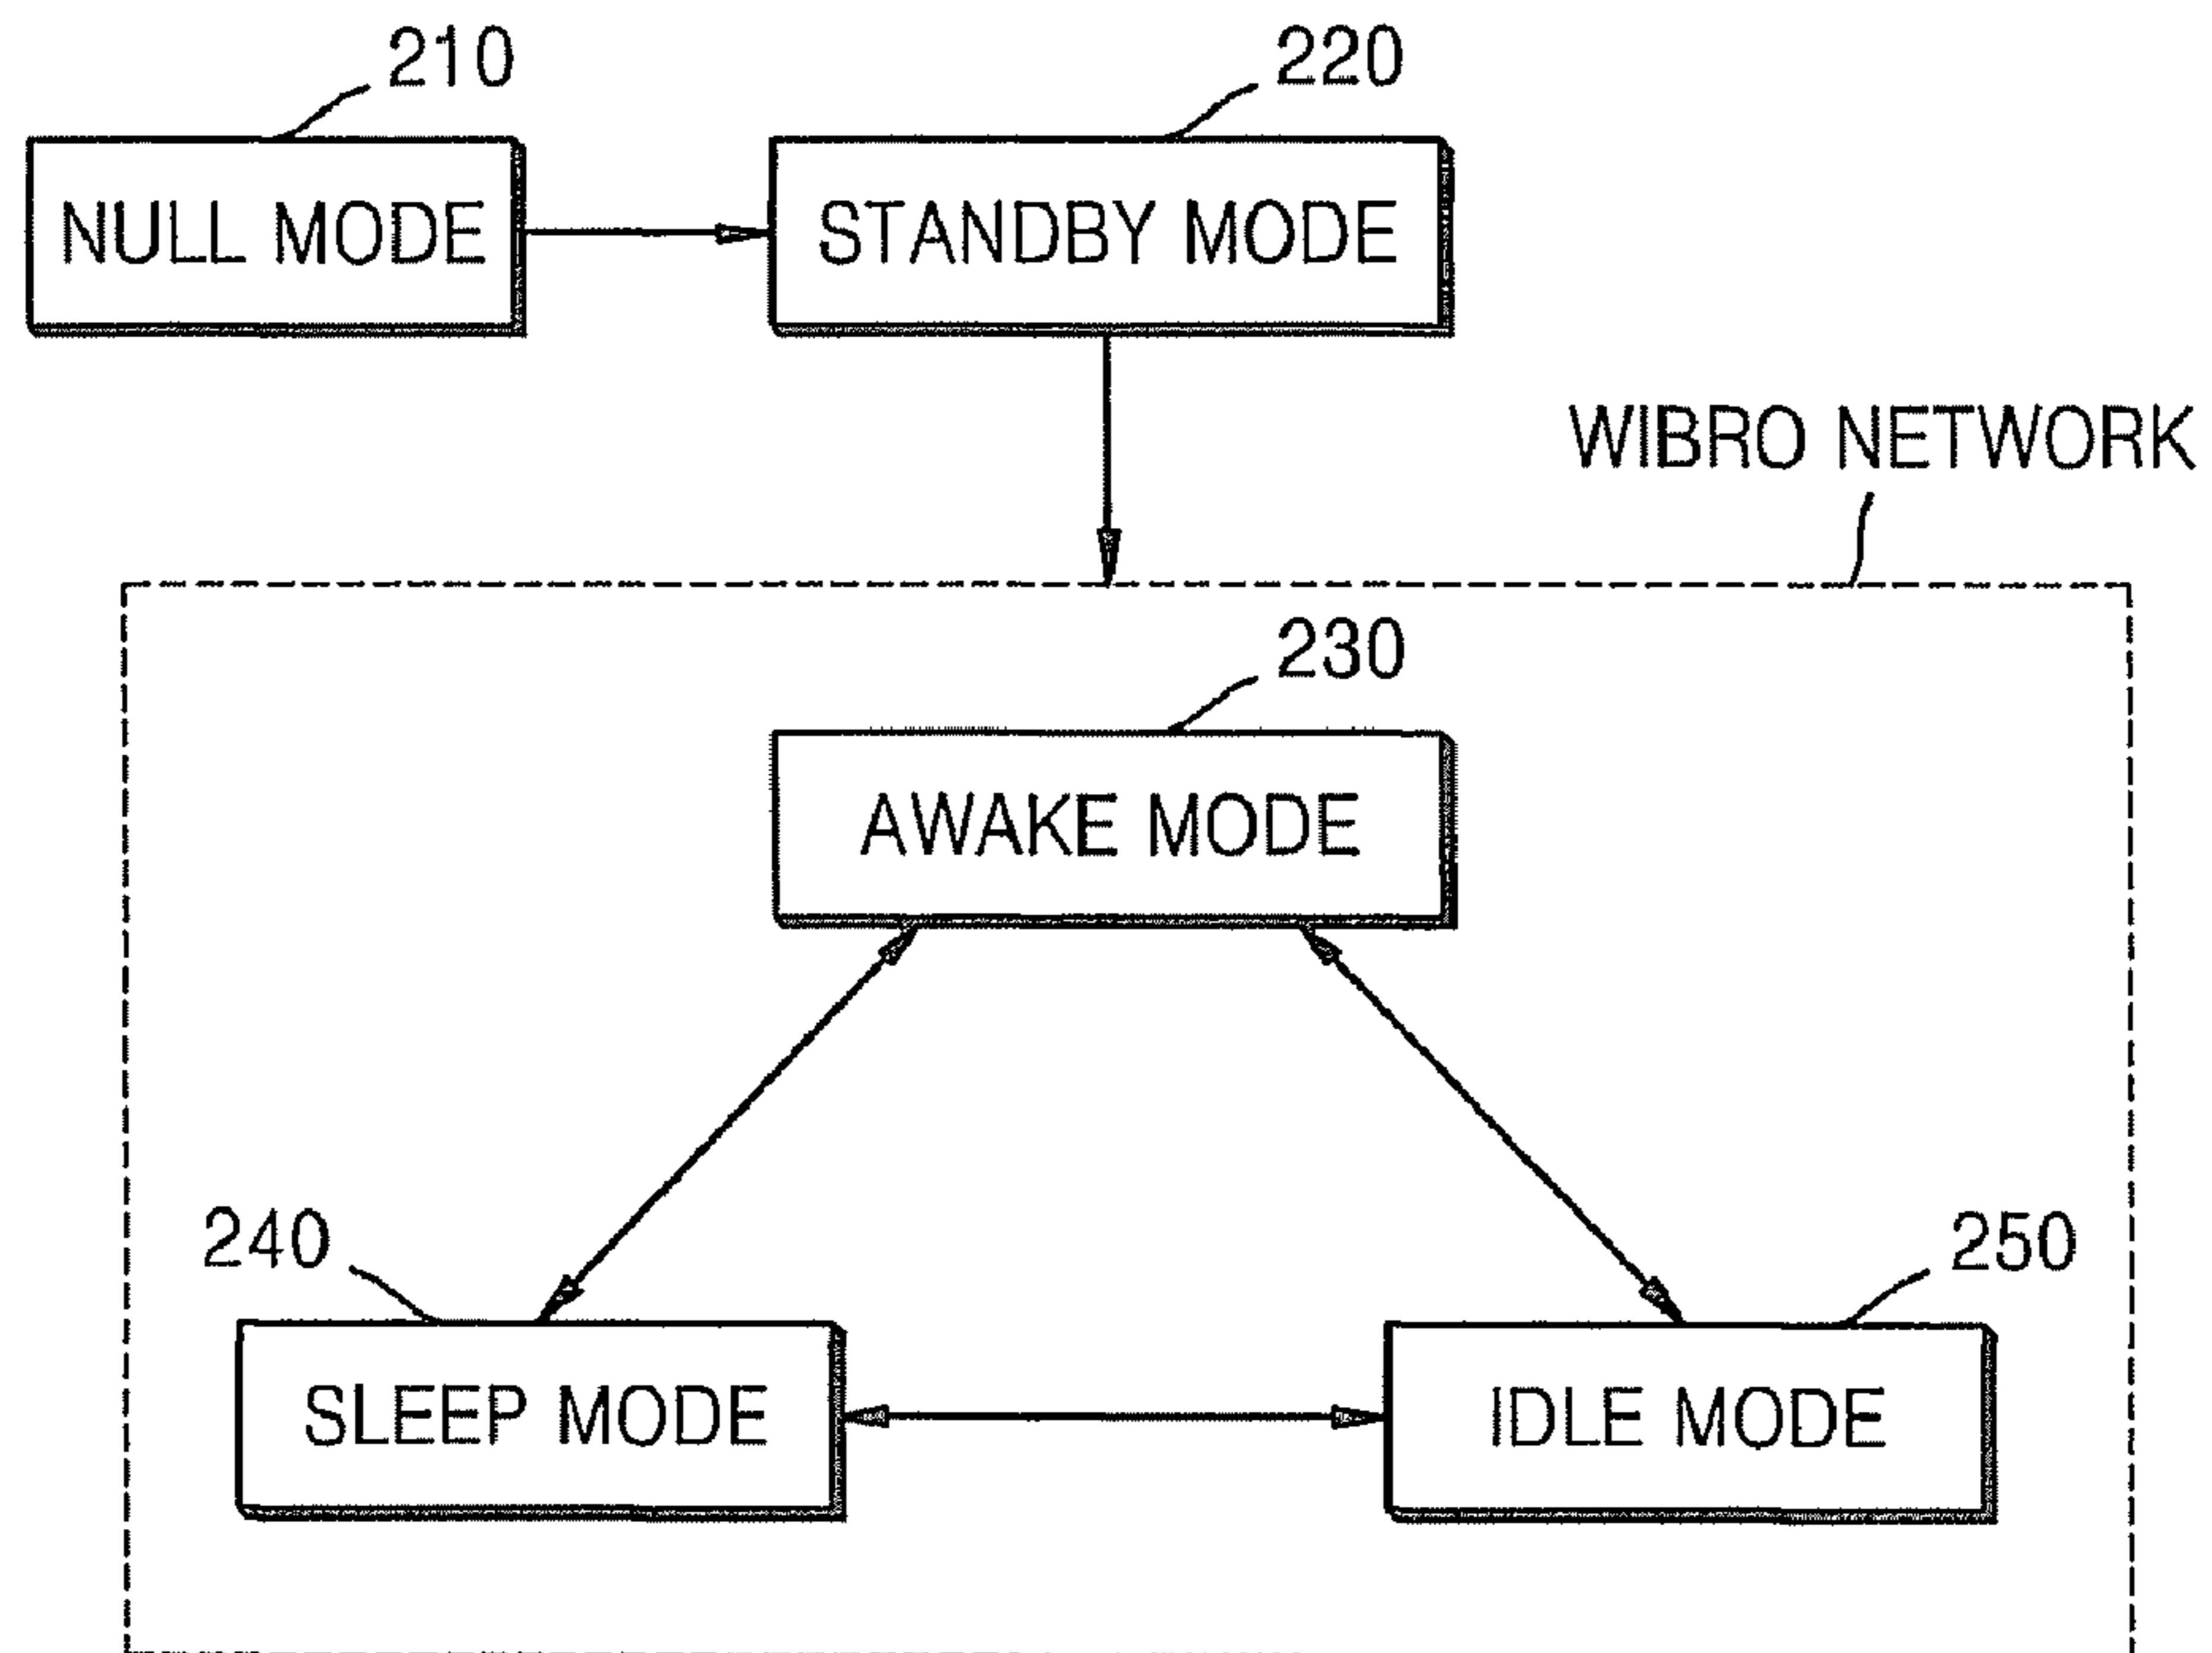 210
220
NULL MODE
STANDBY MODE
WIBRO NETWORK
230
AWAKE MODE
240
250
SLEEP MODE
IDLE MODE